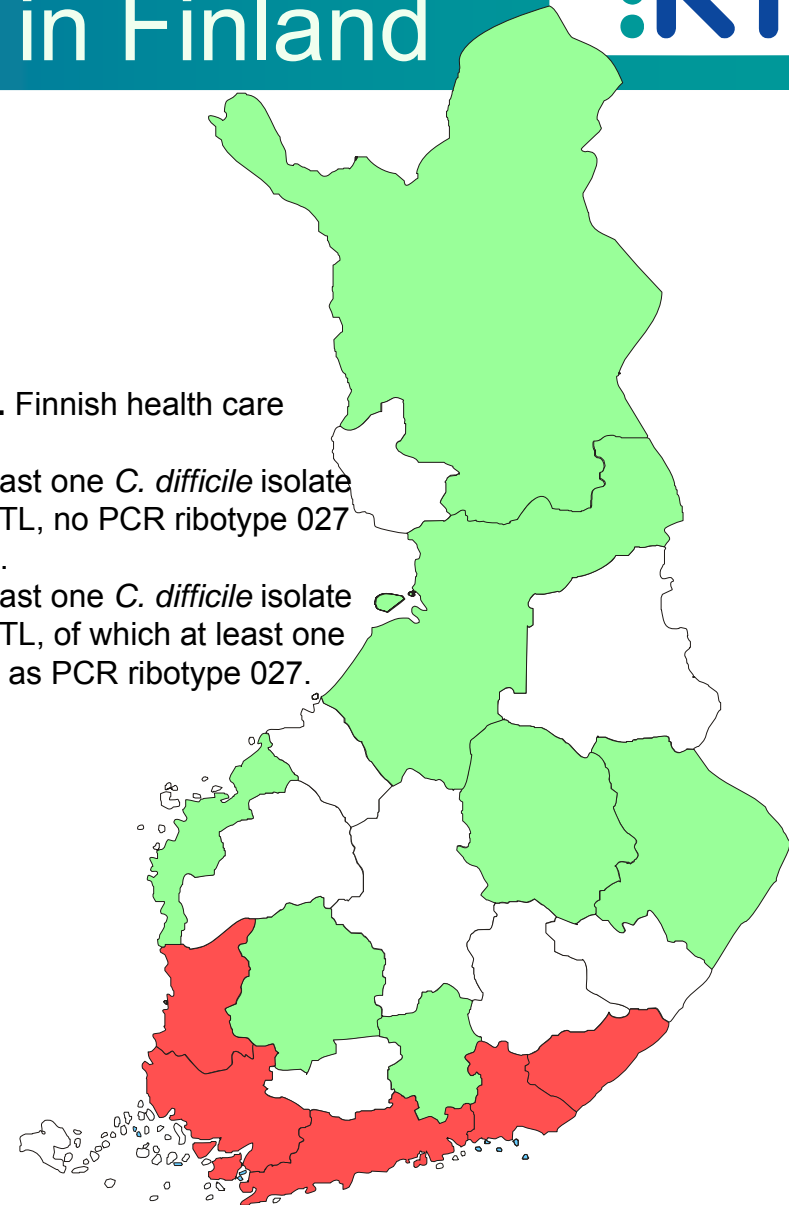 in Finland
. Finnish health care
ast one C. difficile isolate
TL, no PCR ribotype 027
.
ast one C. difficile isolate
TL, of which at least one
as PCR ribotype 027.